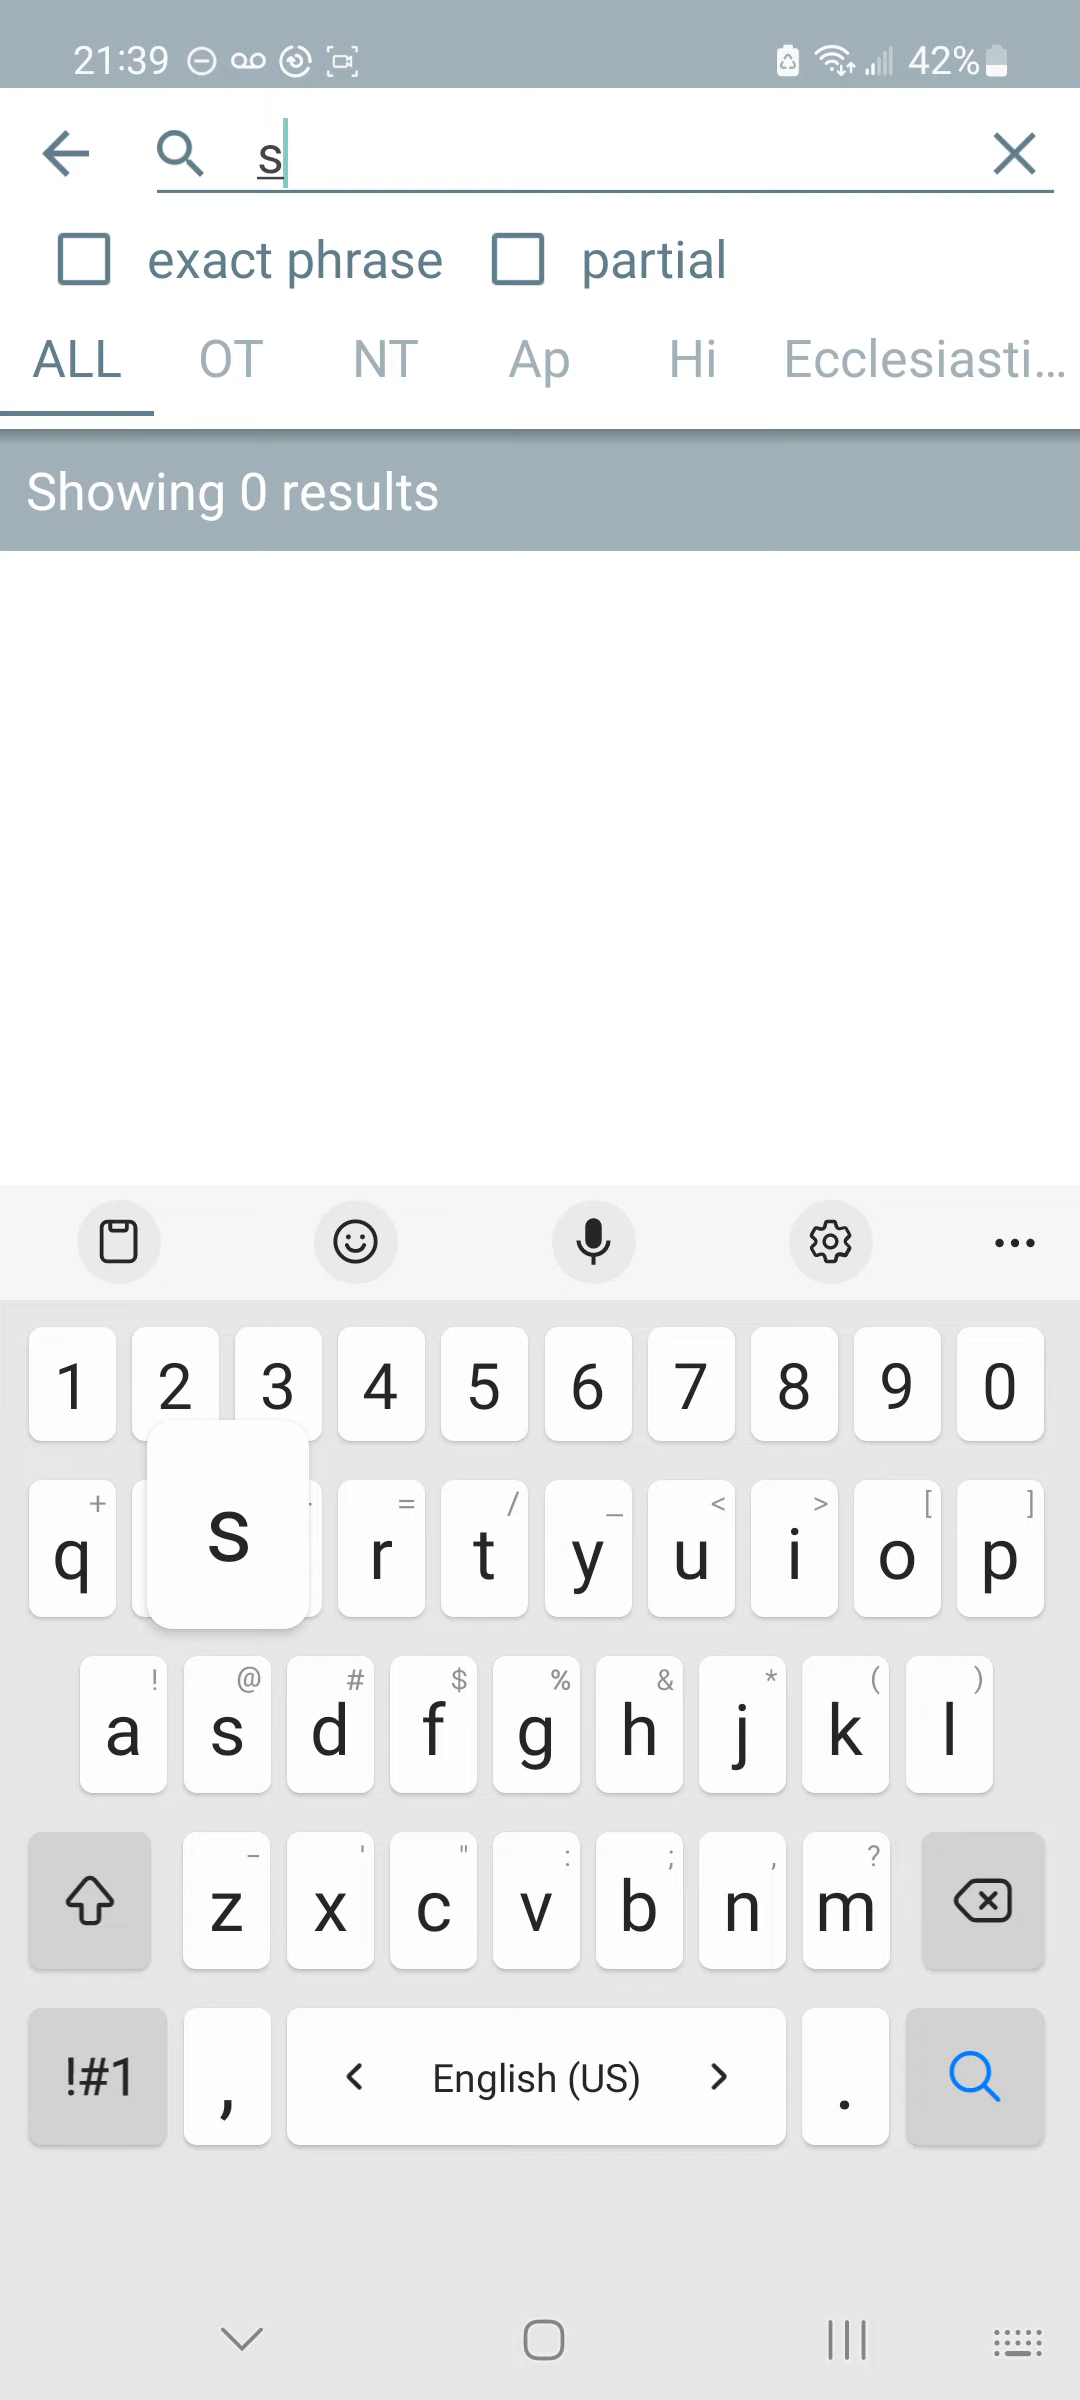 21:39 42%
s
exact phrase partial
ALL OT NT Ap Hi Ecclesiasti...
Showing 0 results
1 2 3 4 5 6 7 8 9 0
s
+ = / _ < > [ ]
q r t y u i o p
! @ # $ % & * ( )
a s d f g h j k l
- ' " : ; , ?
z x c v b n m
!#1 , < English (US) > .